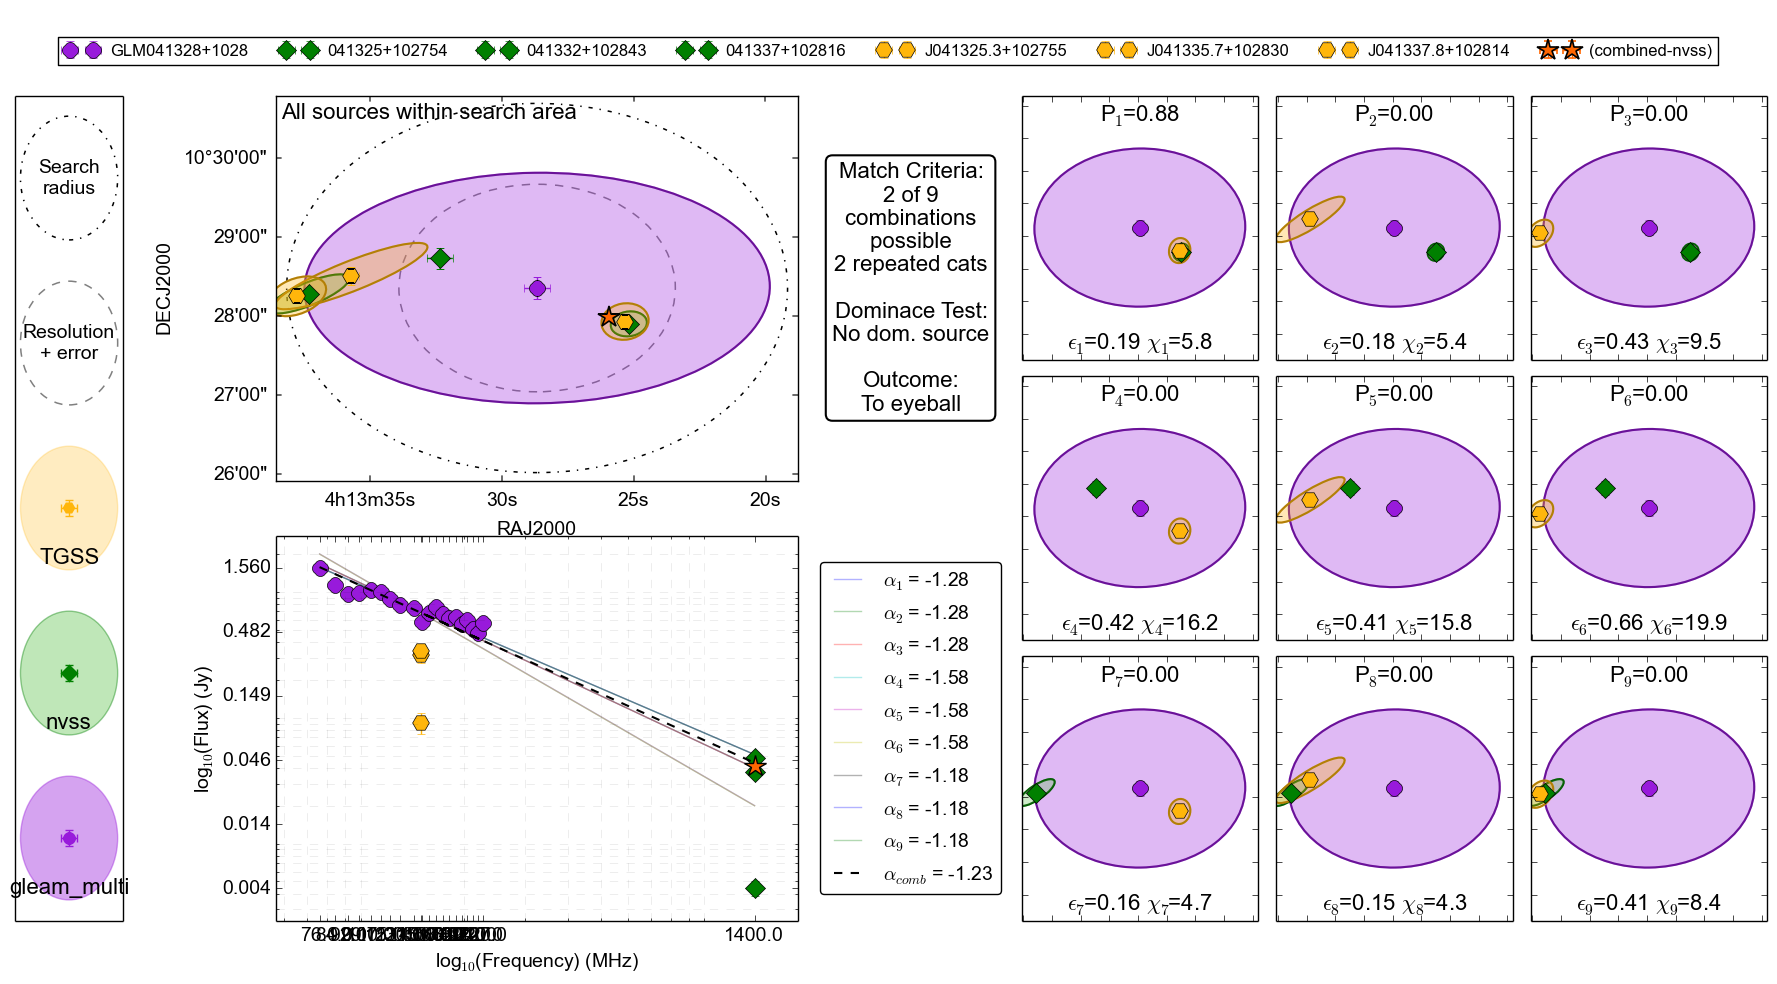 GLM041328+1028 041325+102754 041332+102843 041337+102816 J041325.3+102755 J041335.7+102830 J041337.8+102814 (combined-nvss)
Search
radius
Resolution
+ error
TGSS
nvss
gleam_multi
All sources within search area
10°30'00"
29'00"
28'00"
27'00"
26'00"
DECJ2000
4h13m35s 30s 25s 20s
RAJ2000
Match Criteria:
2 of 9
combinations
possible
2 repeated cats
Dominace Test:
No dom. source
Outcome:
To eyeball
1.560
0.482
0.149
0.046
0.014
0.004
log10(Flux) (Jy)
1400.0
log10(Frequency) (MHz)
α1 = -1.28
α2 = -1.28
α3 = -1.28
α4 = -1.58
α5 = -1.58
α6 = -1.58
α7 = -1.18
α8 = -1.18
α9 = -1.18
αcomb = -1.23
P1=0.88
ϵ1=0.19 χ1=5.8
P2=0.00
ϵ2=0.18 χ2=5.4
P3=0.00
ϵ3=0.43 χ3=9.5
P4=0.00
ϵ4=0.42 χ4=16.2
P5=0.00
ϵ5=0.41 χ5=15.8
P6=0.00
ϵ6=0.66 χ6=19.9
P7=0.00
ϵ7=0.16 χ7=4.7
P8=0.00
ϵ8=0.15 χ8=4.3
P9=0.00
ϵ9=0.41 χ9=8.4